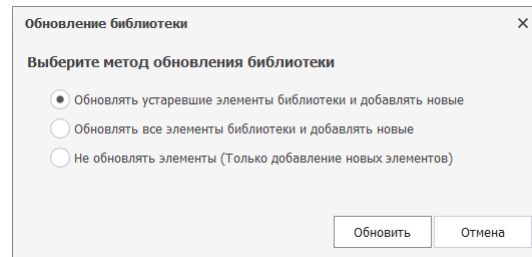 Обновление библиотеки
Выберите метод обновления библиотеки
Обновлять устаревшие элементы библиотеки и добавлять новые
Обновлять все элементы библиотеки и добавлять новые
Не обновлять элементы (Только добавление новых элементов)
Обновить Отмена